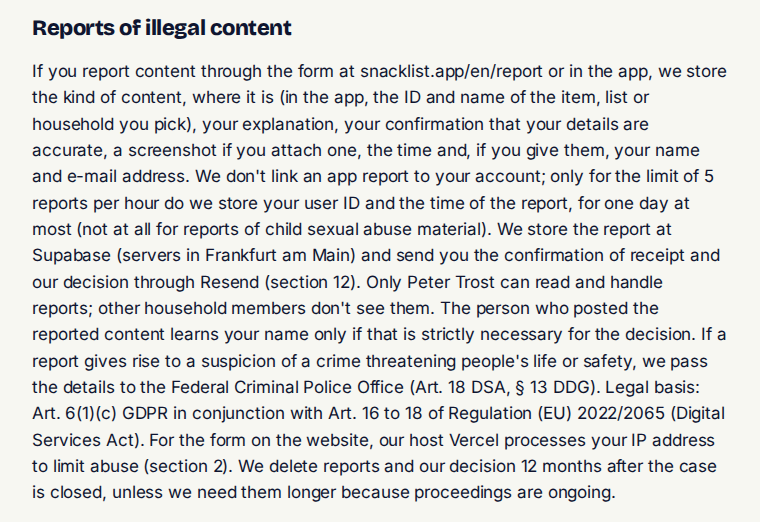 Reports of illegal content
If you report content through the form at snacklist.app/en/report or in the app, we store
the kind of content, where it is (in the app, the ID and name of the item, list or
household you pick), your explanation, your confirmation that your details are
accurate, a screenshot if you attach one, the time and, if you give them, your name
and e-mail address. We don't link an app report to your account; only for the limit of 5
reports per hour do we store your user ID and the time of the report, for one day at
most (not at all for reports of child sexual abuse material). We store the report at
Supabase (servers in Frankfurt am Main) and send you the confirmation of receipt and
our decision through Resend (section 12). Only Peter Trost can read and handle
reports; other household members don't see them. The person who posted the
reported content learns your name only if that is strictly necessary for the decision. If a
report gives rise to a suspicion of a crime threatening people's life or safety, we pass
the details to the Federal Criminal Police Office (Art. 18 DSA, § 13 DDG). Legal basis:
Art. 6(1)(c) GDPR in conjunction with Art. 16 to 18 of Regulation (EU) 2022/2065 (Digital
Services Act). For the form on the website, our host Vercel processes your IP address
to limit abuse (section 2). We delete reports and our decision 12 months after the case
is closed, unless we need them longer because proceedings are ongoing.